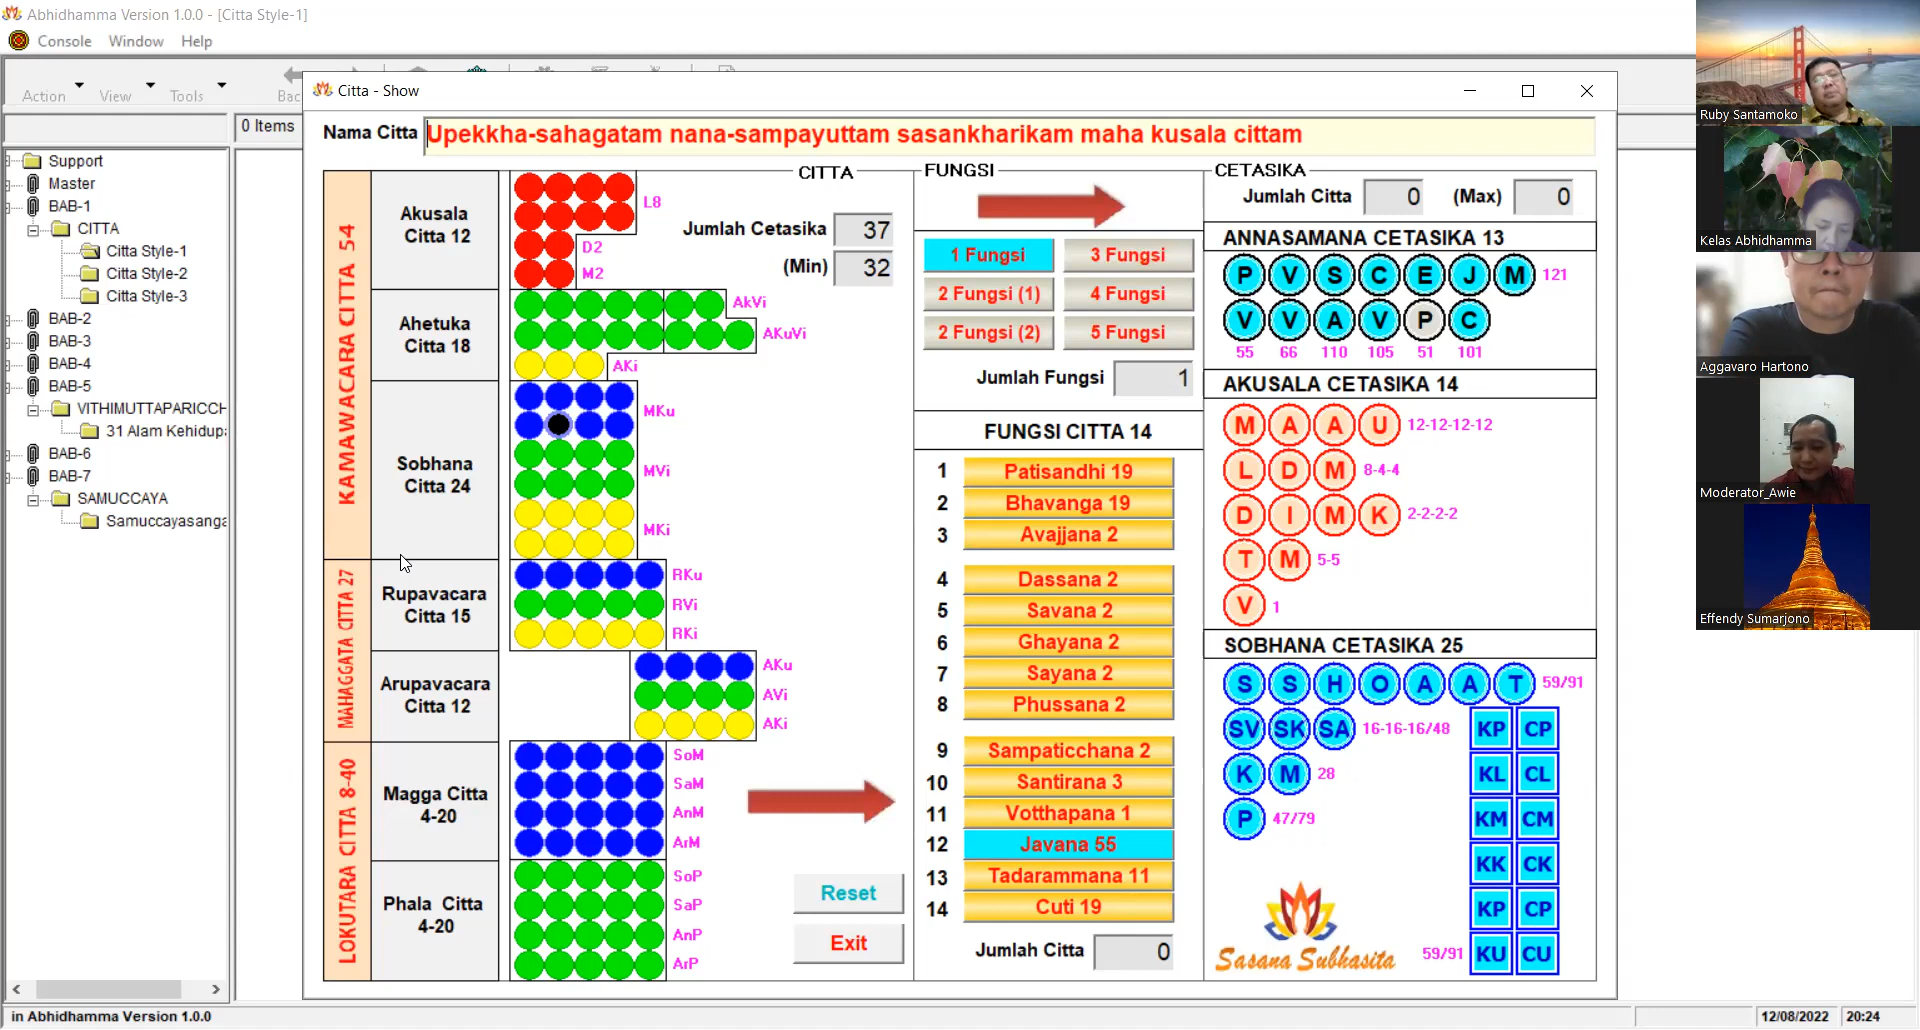 Abhidhamma Version 1.0.0 - [Citta Style-1]
Console Window Help
Action View Tools Bac
0 Items
Support
Master
BAB-1
CITTA
Citta Style-1
Citta Style-2
Citta Style-3
BAB-2
BAB-3
BAB-4
BAB-5
VITHIMUTTAPARICCH
31 Alam Kehidupa
BAB-6
BAB-7
SAMUCCAYA
Samuccayasanga
Citta - Show
Nama Citta Upekkha-sahagatam nana-sampayuttam sasankharikam maha kusala cittam
CITTA
KAMAWACARA CITTA 54
Akusala
Citta 12
L8
D2
M2
Jumlah Cetasika 37
(Min) 32
Ahetuka
Citta 18
AkVi
AKuVi
AKi
Sobhana
Citta 24
MKu
MVi
MKi
MAHAGGATA CITTA 27
Rupavacara
Citta 15
RKu
RVi
RKi
Arupavacara
Citta 12
AKu
AVi
AKi
LOKUTARA CITTA 8-40
Magga Citta
4-20
SoM
SaM
AnM
ArM
Phala Citta
4-20
SoP
SaP
AnP
ArP
Reset
Exit
FUNGSI
1 Fungsi 3 Fungsi
2 Fungsi (1) 4 Fungsi
2 Fungsi (2) 5 Fungsi
Jumlah Fungsi 1
FUNGSI CITTA 14
1 Patisandhi 19
2 Bhavanga 19
3 Avajjana 2
4 Dassana 2
5 Savana 2
6 Ghayana 2
7 Sayana 2
8 Phussana 2
9 Sampaticchana 2
10 Santirana 3
11 Votthapana 1
12 Javana 55
13 Tadarammana 11
14 Cuti 19
Jumlah Citta 0
CETASIKA
Jumlah Citta 0 (Max) 0
ANNASAMANA CETASIKA 13
P V S C E J M 121
V V A V P C
55 66 110 105 51 101
AKUSALA CETASIKA 14
M A A U 12-12-12-12
L D M 8-4-4
D I M K 2-2-2-2
T M 5-5
V 1
SOBHANA CETASIKA 25
S S H O A A T 59/91
SV SK SA 16-16-16/48 KP CP
K M 28 KL CL
P 47/79 KM CM
KK CK
KP CP
59/91 KU CU
Sasana Subhasita
Ruby Santamoko
Kelas Abhidhamma
Aggavaro Hartono
Moderator_Awie
Effendy Sumarjono
in Abhidhamma Version 1.0.0
12/08/2022 20:24